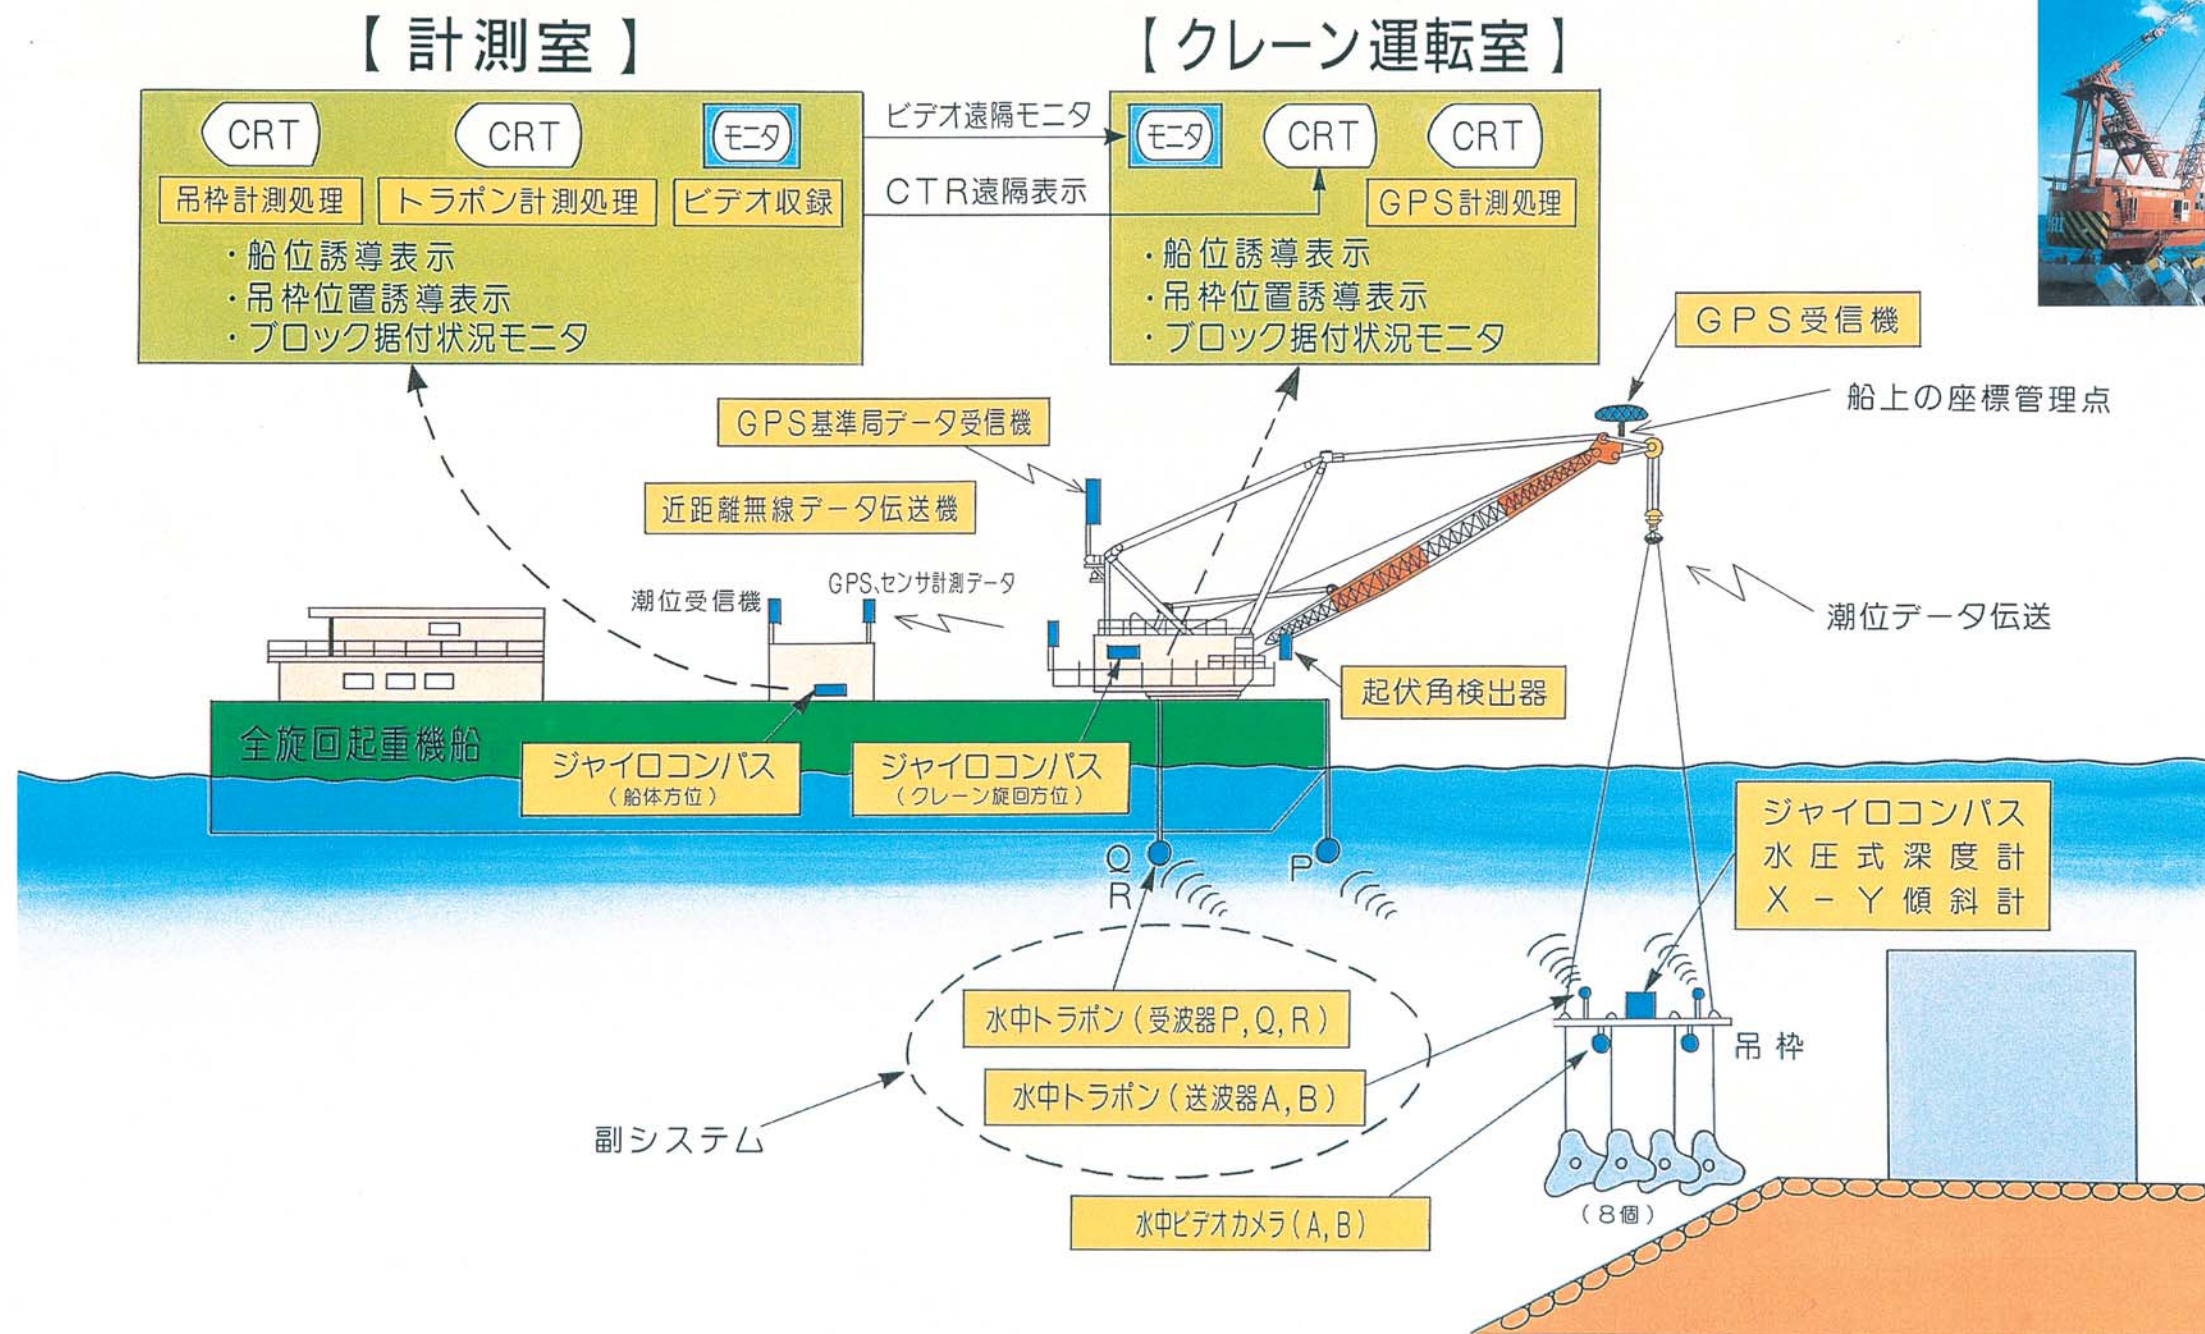 【計測室】
【クレーン運転室】
CRT
CRT
モニタ
吊枠計測処理
トラポン計測処理
ビデオ収録
・船位誘導表示
・吊枠位置誘導表示
・ブロック据付状況モニタ
ビデオ遠隔モニタ
CTR遠隔表示
モニタ
CRT
CRT
GPS計測処理
・船位誘導表示
・吊枠位置誘導表示
・ブロック据付状況モニタ
GPS受信機
船上の座標管理点
GPS基準局データ受信機
近距離無線データ伝送機
潮位受信機
GPS、センサ計測データ
潮位データ伝送
起伏角検出器
全旋回起重機船
ジャイロコンパス
(船体方位)
ジャイロコンパス
(クレーン旋回方位)
ジャイロコンパス
水圧式深度計
X－Y傾斜計
Q
R
P
水中トラポン(受波器P,Q,R)
水中トラポン(送波器A,B)
吊枠
副システム
水中ビデオカメラ(A,B)
(8個)